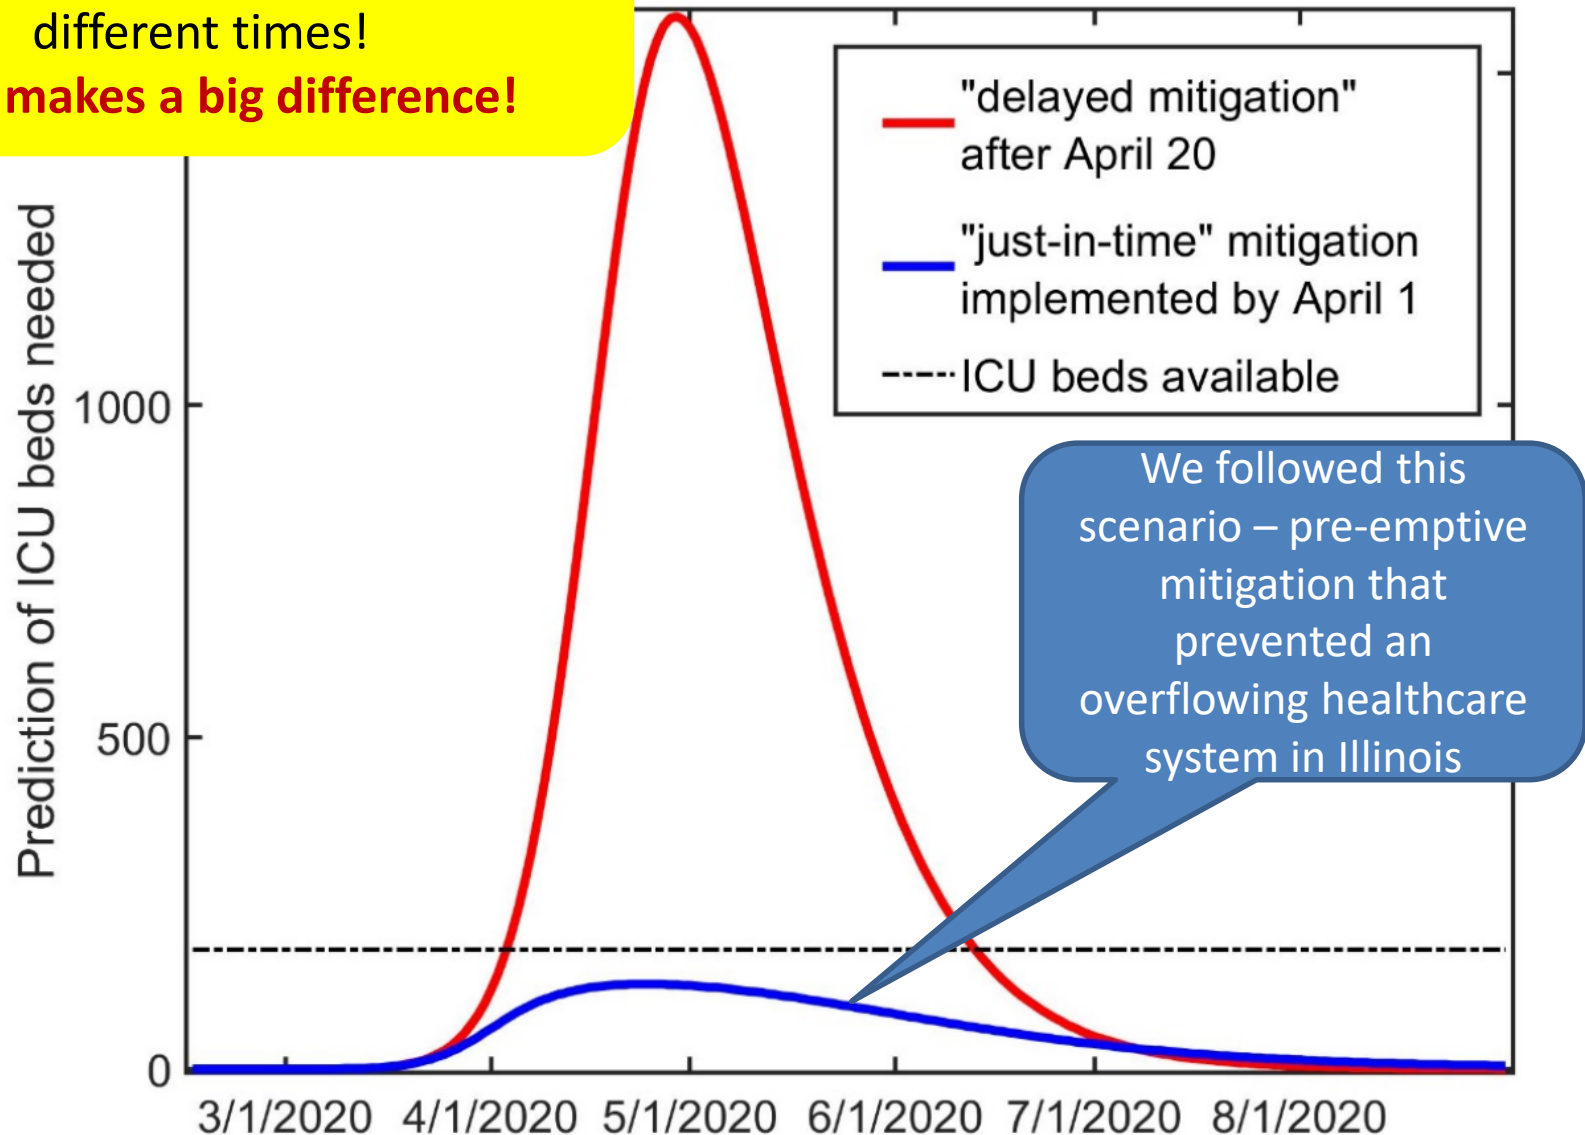 different times!
makes a big difference!
"delayed mitigation"
after April 20
"just-in-time" mitigation
implemented by April 1
ICU beds available
Prediction of ICU beds needed
1000
500
0
We followed this
scenario – pre-emptive
mitigation that
prevented an
overflowing healthcare
system in Illinois
3/1/2020 4/1/2020 5/1/2020 6/1/2020 7/1/2020 8/1/2020